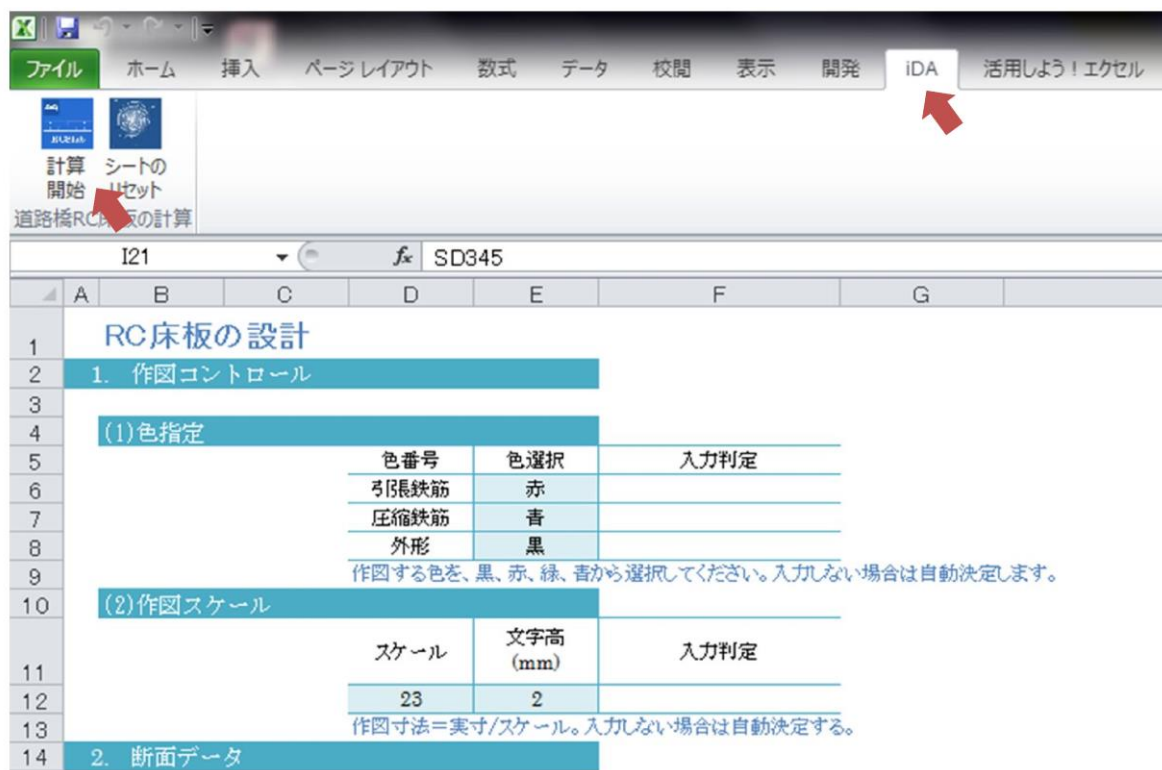 ファイル ホーム 挿入 ページ レイアウト 数式 データ 校閲 表示 開発 iDA 活用しよう！エクセル
計算 シートの
開始 リセット
道路橋RC床板の計算
I21 fx SD345
A B C D E F G
1 RC床板の設計
2 1. 作図コントロール
3
4 (1)色指定
5 色番号 色選択 入力判定
6 引張鉄筋 赤
7 圧縮鉄筋 青
8 外形 黒
9 作図する色を、黒、赤、緑、青から選択してください。入力しない場合は自動決定します。
10 (2)作図スケール
11 スケール 文字高 入力判定
(mm)
12 23 2
13 作図寸法＝実寸/スケール。入力しない場合は自動決定する。
14 2. 断面データ